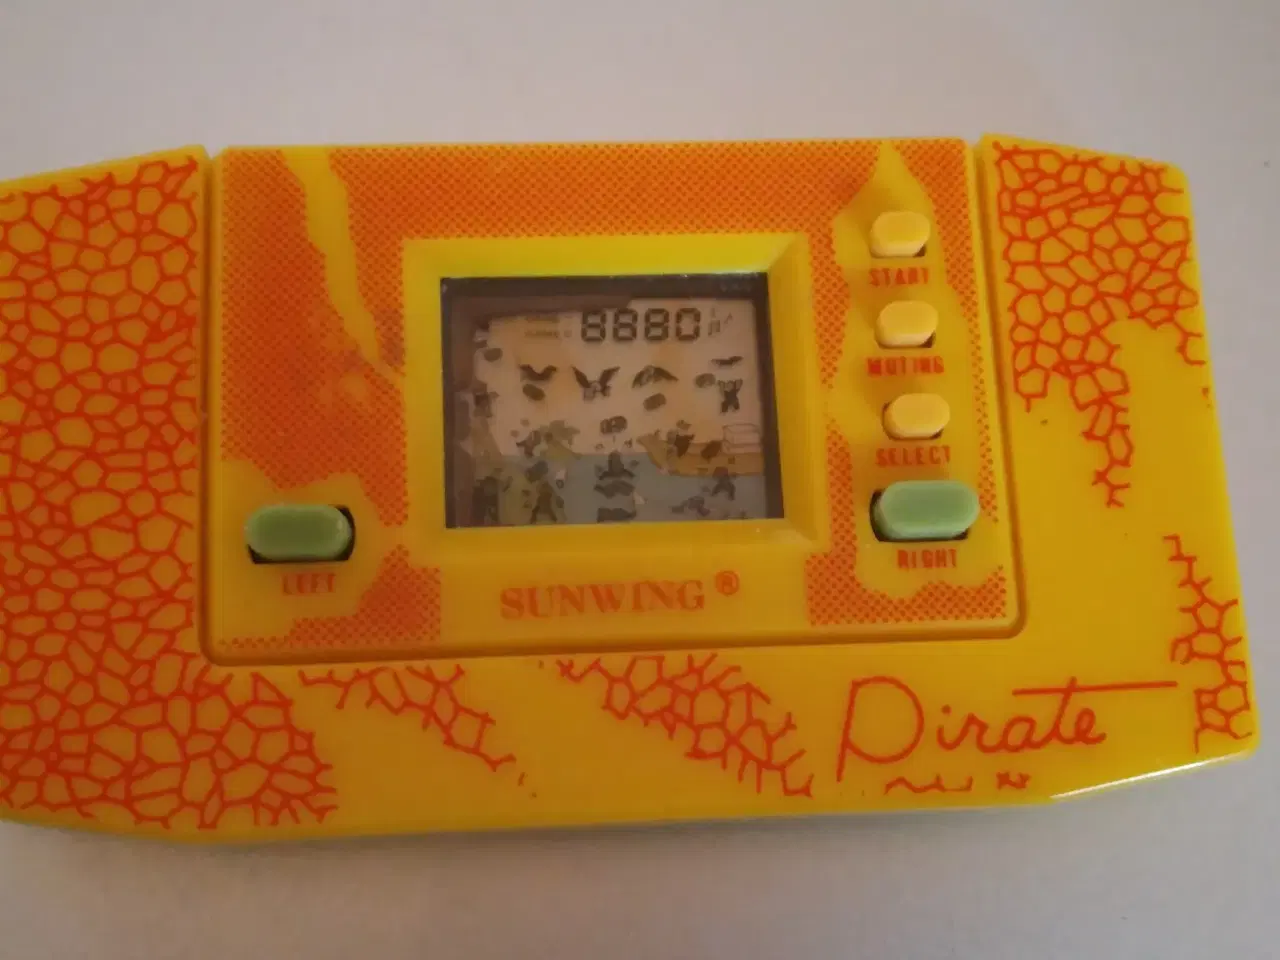 8880
START
MUTING
SELECT
LEFT
RIGHT
SUNWING ®
Pirate